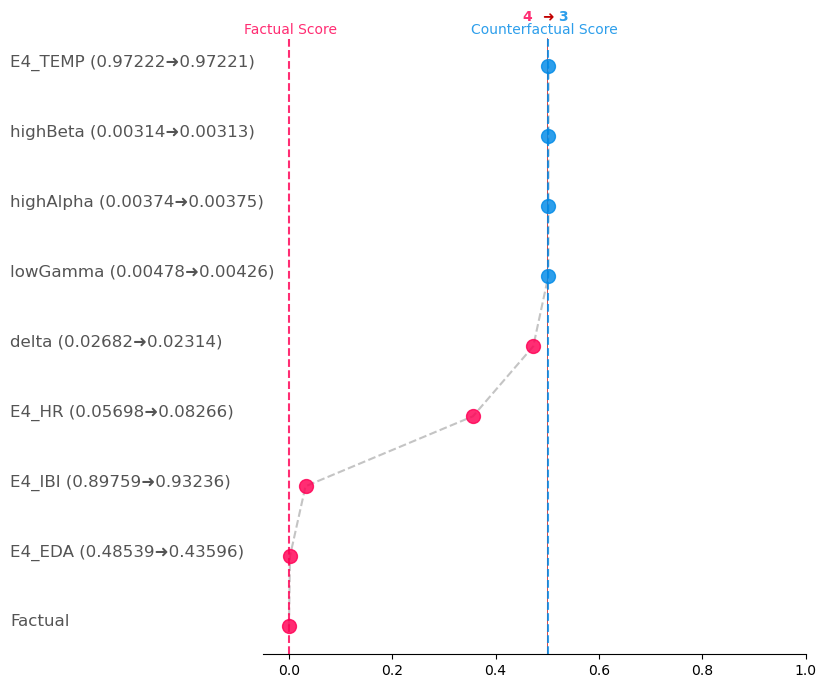 4 ➜ 3
Factual Score
Counterfactual Score
E4_TEMP (0.97222➜0.97221)
highBeta (0.00314➜0.00313)
highAlpha (0.00374➜0.00375)
lowGamma (0.00478➜0.00426)
delta (0.02682➜0.02314)
E4_HR (0.05698➜0.08266)
E4_IBI (0.89759➜0.93236)
E4_EDA (0.48539➜0.43596)
Factual
0.0 0.2 0.4 0.6 0.8 1.0